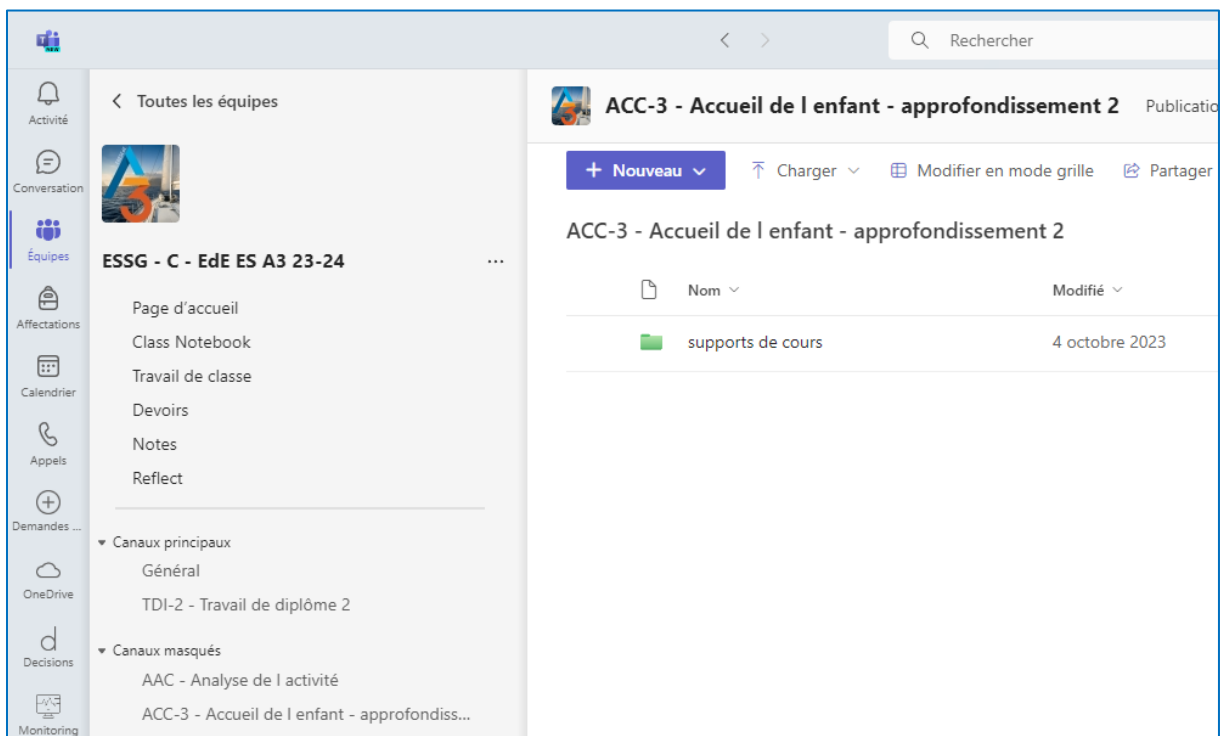 Rechercher
Activité
Conversation
Équipes
Affectations
Calendrier
Appels
Demandes ...
OneDrive
Decisions
Monitoring
Toutes les équipes
ESSG - C - EdE ES A3 23-24
Page d’accueil
Class Notebook
Travail de classe
Devoirs
Notes
Reflect
Canaux principaux
Général
TDI-2 - Travail de diplôme 2
Canaux masqués
AAC - Analyse de l activité
ACC-3 - Accueil de l enfant - approfondiss...
ACC-3 - Accueil de l enfant - approfondissement 2 Publicatio
+ Nouveau Charger Modifier en mode grille Partager
ACC-3 - Accueil de l enfant - approfondissement 2
Nom Modifié
supports de cours 4 octobre 2023